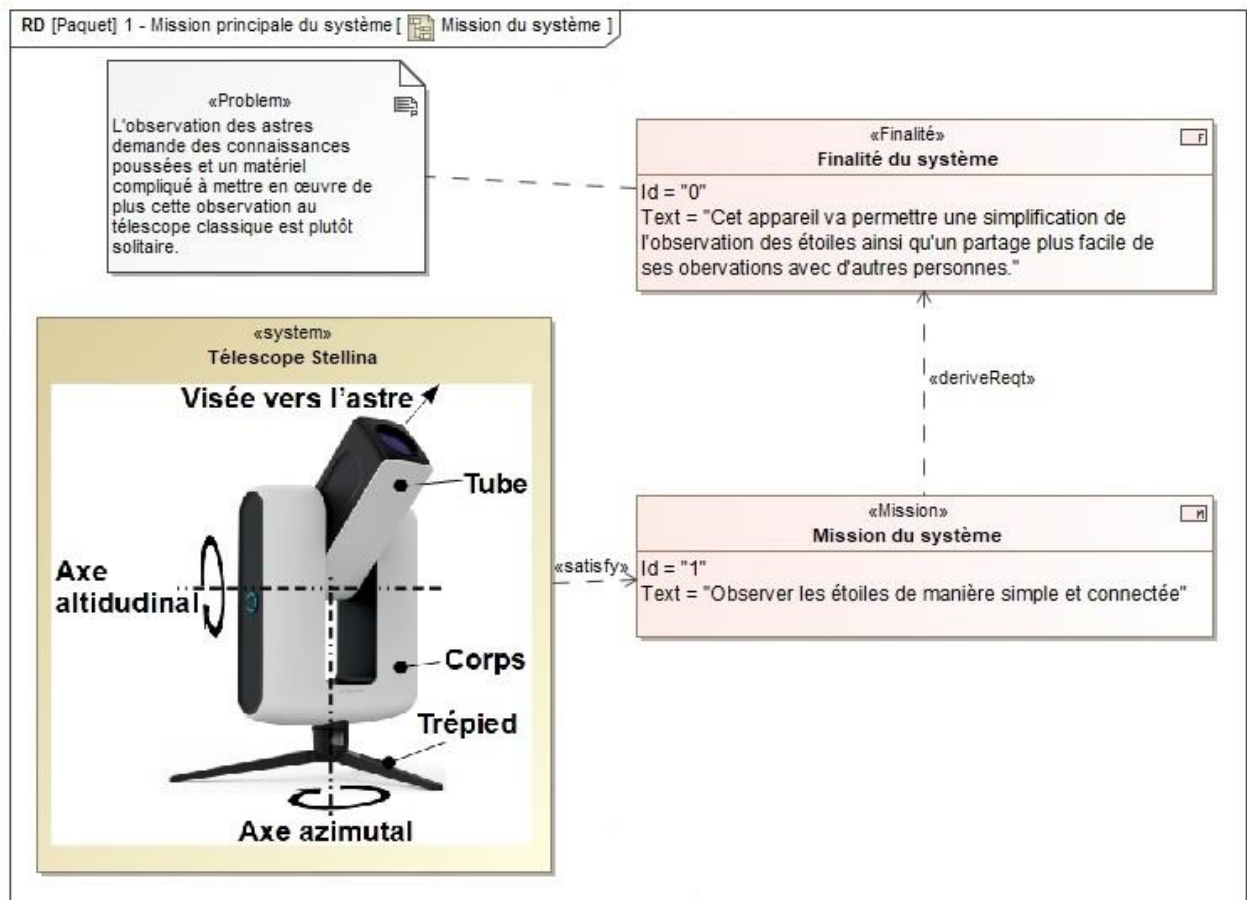 RD [Paquet] 1 - Mission principale du système [ Mission du système ]
«Problem»
L'observation des astres
demande des connaissances
poussées et un matériel
compliqué à mettre en œuvre de
plus cette observation au
télescope classique est plutôt
solitaire.
«Finalité»
Finalité du système
F
Id = "0"
Text = "Cet appareil va permettre une simplification de
l'observation des étoiles ainsi qu'un partage plus facile de
ses obervations avec d'autres personnes."
«deriveReqt»
«system»
Télescope Stellina
Visée vers l'astre
Tube
Axe
altidudinal
Corps
Trépied
Axe azimutal
«satisfy»
«Mission»
Mission du système
M
Id = "1"
Text = "Observer les étoiles de manière simple et connectée"